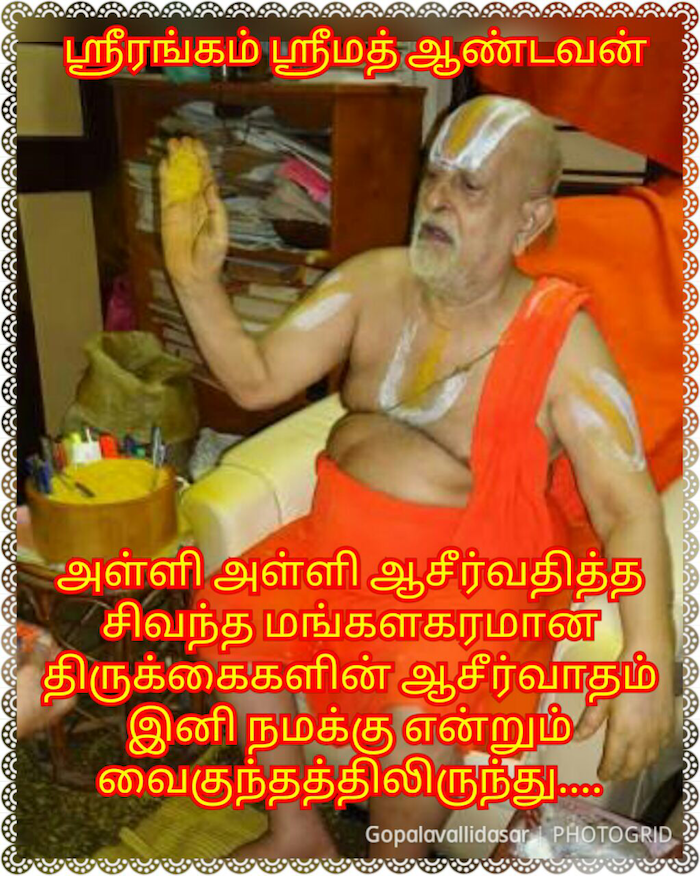 ஸ்ரீரங்கம் ஸ்ரீமத் ஆண்டவன்
அள்ளி அள்ளி ஆசீர்வதித்த
சிவந்த மங்களகரமான
திருக்கைகளின் ஆசீர்வாதம்
இனி நமக்கு என்றும்
வைகுந்தத்திலிருந்து....
Gopalavallidasar | PHOTOGRID